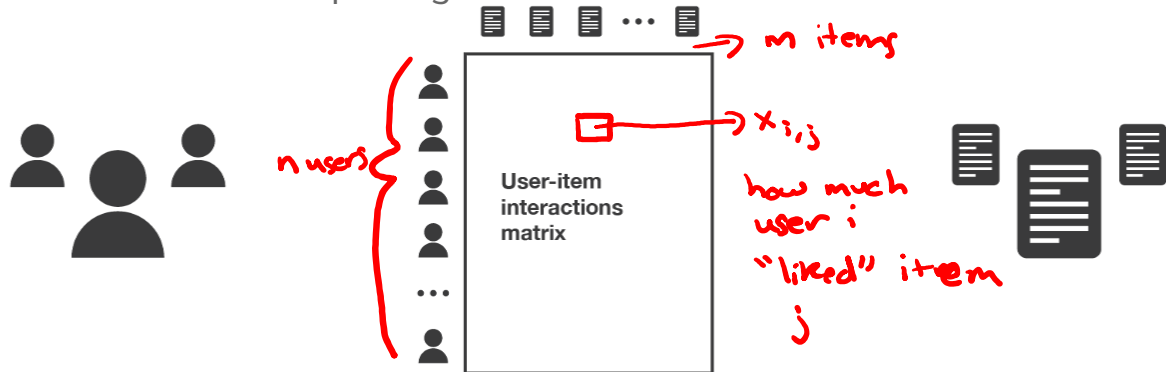 m items
n users
x i,j
User-item
interactions
matrix
how much
user i
"liked" item
j